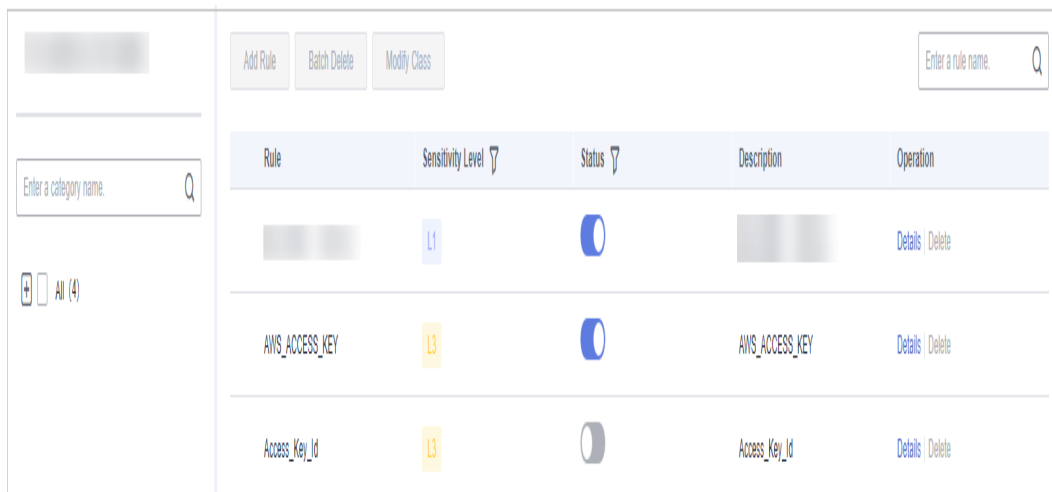 Add Rule Batch Delete Modify Class Enter a rule name.
Enter a category name.
All (4)
Rule Sensitivity Level Status Description Operation
L1 Details | Delete
AWS_ACCESS_KEY L3 AWS_ACCESS_KEY Details | Delete
Access_Key_Id L3 Access_Key_Id Details | Delete